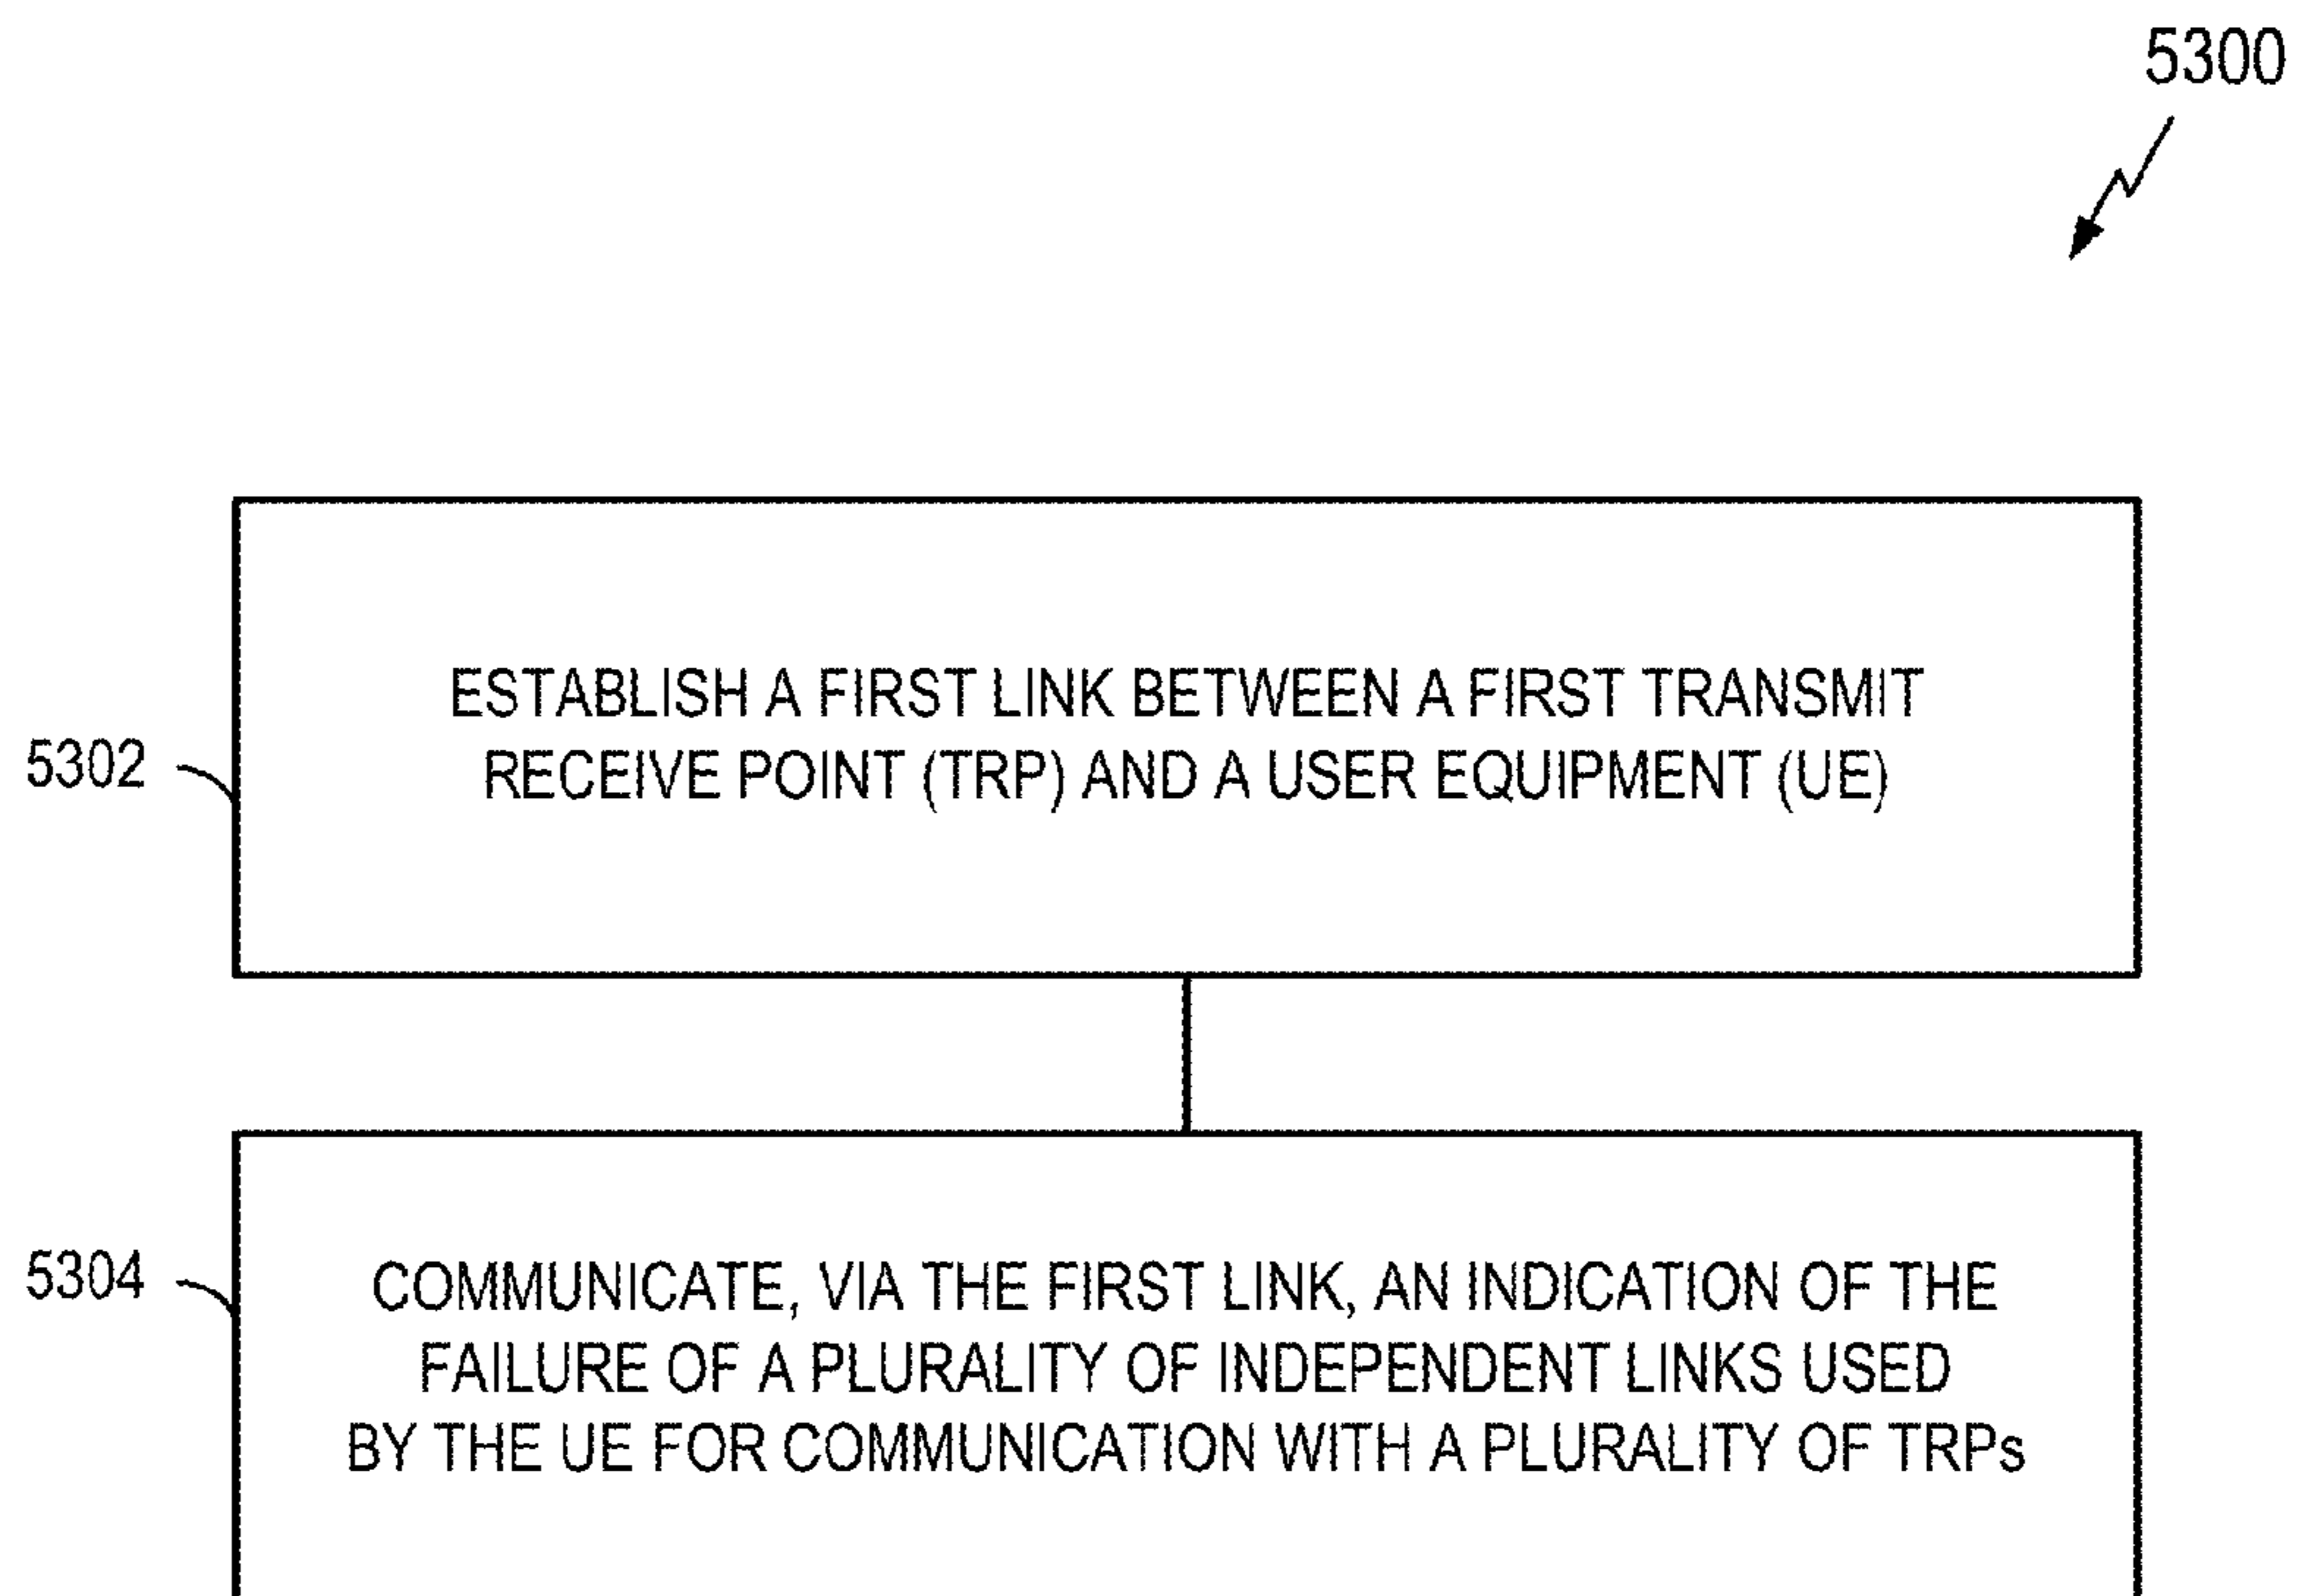 5300
ESTABLISH A FIRST LINK BETWEEN A FIRST TRANSMIT
RECEIVE POINT (TRP) AND A USER EQUIPMENT (UE)
5302
5304
COMMUNICATE, VIA THE FIRST LINK, AN INDICATION OF THE
FAILURE OF A PLURALITY OF INDEPENDENT LINKS USED
BY THE UE FOR COMMUNICATION WITH A PLURALITY OF TRPs